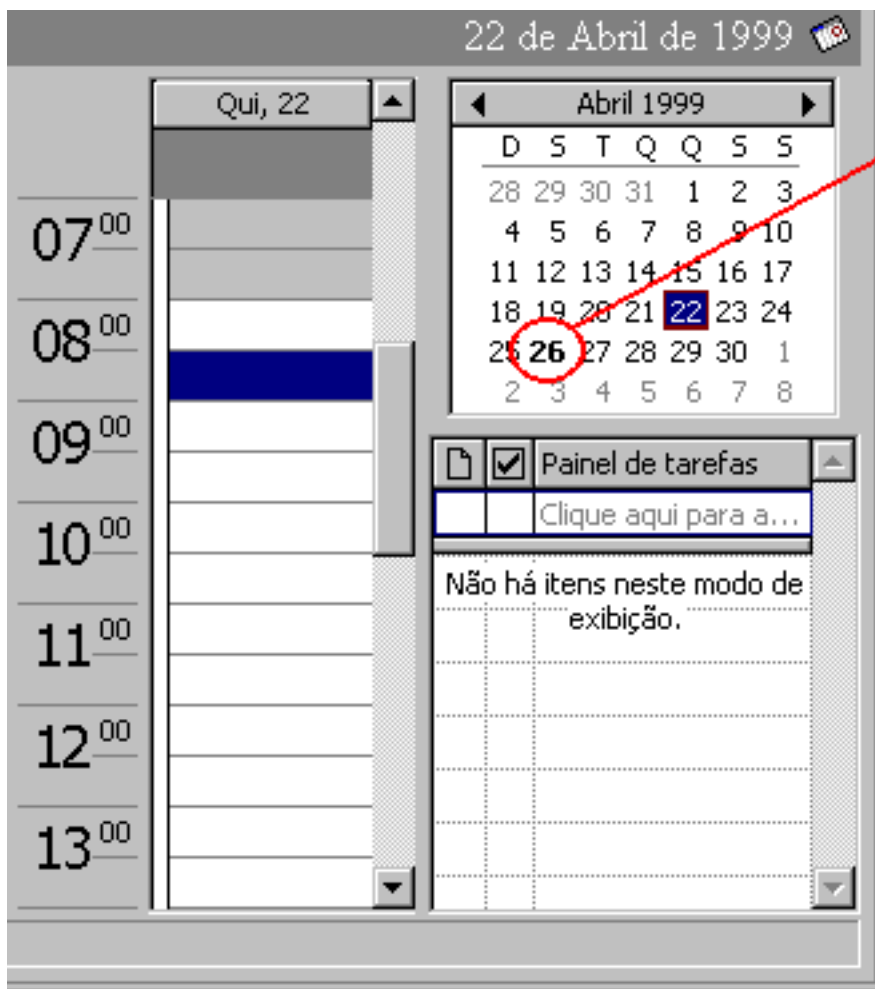 22 de Abril de 1999
Qui, 22
07 00
08 00
09 00
10 00
11 00
12 00
13 00
Abril 1999
D S T Q Q S S
28 29 30 31 1 2 3
4 5 6 7 8 9 10
11 12 13 14 15 16 17
18 19 20 21 22 23 24
25 26 27 28 29 30 1
2 3 4 5 6 7 8
Painel de tarefas
Clique aqui para a...
Não há itens neste modo de
exibição.